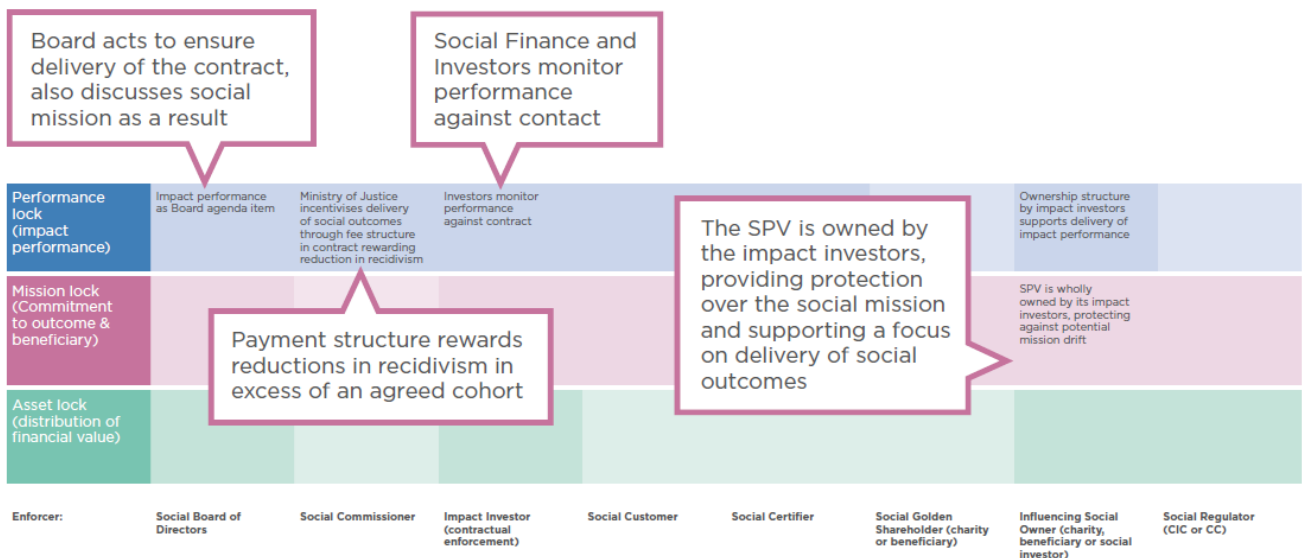 Board acts to ensure
delivery of the contract,
also discusses social
mission as a result
Social Finance and
Investors monitor
performance
against contact
Performance
lock
(impact
performance)
Impact performance
as Board agenda item
Ministry of Justice
incentivises delivery
of social outcomes
through fee structure
in contract rewarding
reduction in recidivism
Investors monitor
performance
against contract
Ownership structure
by impact investors
supports delivery of
impact performance
The SPV is owned by
the impact investors,
providing protection
over the social mission
and supporting a focus
on delivery of social
outcomes
Mission lock
(Commitment
to outcome &
beneficiary)
SPV is wholly
owned by its impact
investors, protecting
against potential
mission drift
Payment structure rewards
reductions in recidivism in
excess of an agreed cohort
Asset lock
(distribution of
financial value)
Enforcer:
Social Board of
Directors
Social Commissioner
Impact Investor
(contractual
enforcement)
Social Customer
Social Certifier
Social Golden
Shareholder (charity
or beneficiary)
Influencing Social
Owner (charity,
beneficiary or social
investor)
Social Regulator
(CIC or CC)